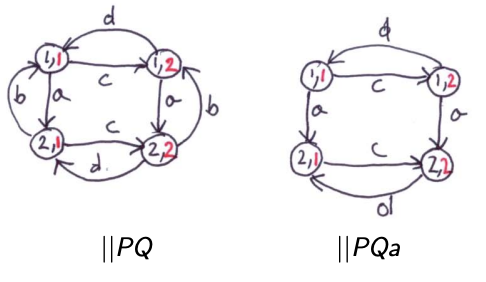 d d
1,1 c 1,2 1,1 c 1,2
b a a b a a
2,1 c 2,2 2,1 c 2,2
d d
||PQ ||PQa